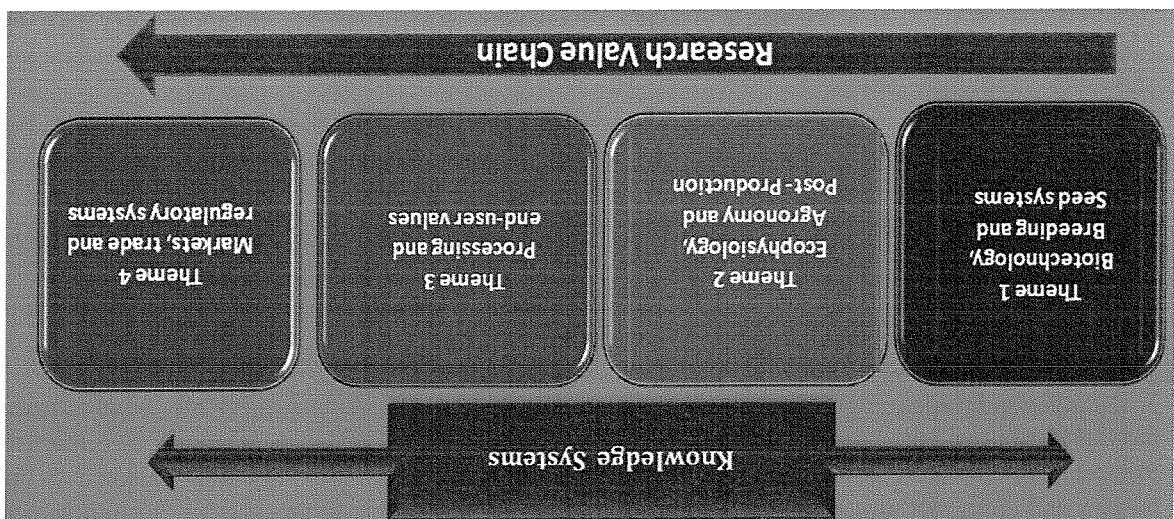 Knowledge Systems
Theme 1
Biotechnology,
Breeding and
Seed systems
Theme 2
Ecophysiology,
Agronomy and
Post-Production
Theme 3
Processing and
end-user values
Theme 4
Markets, trade and
regulatory systems
Research Value Chain